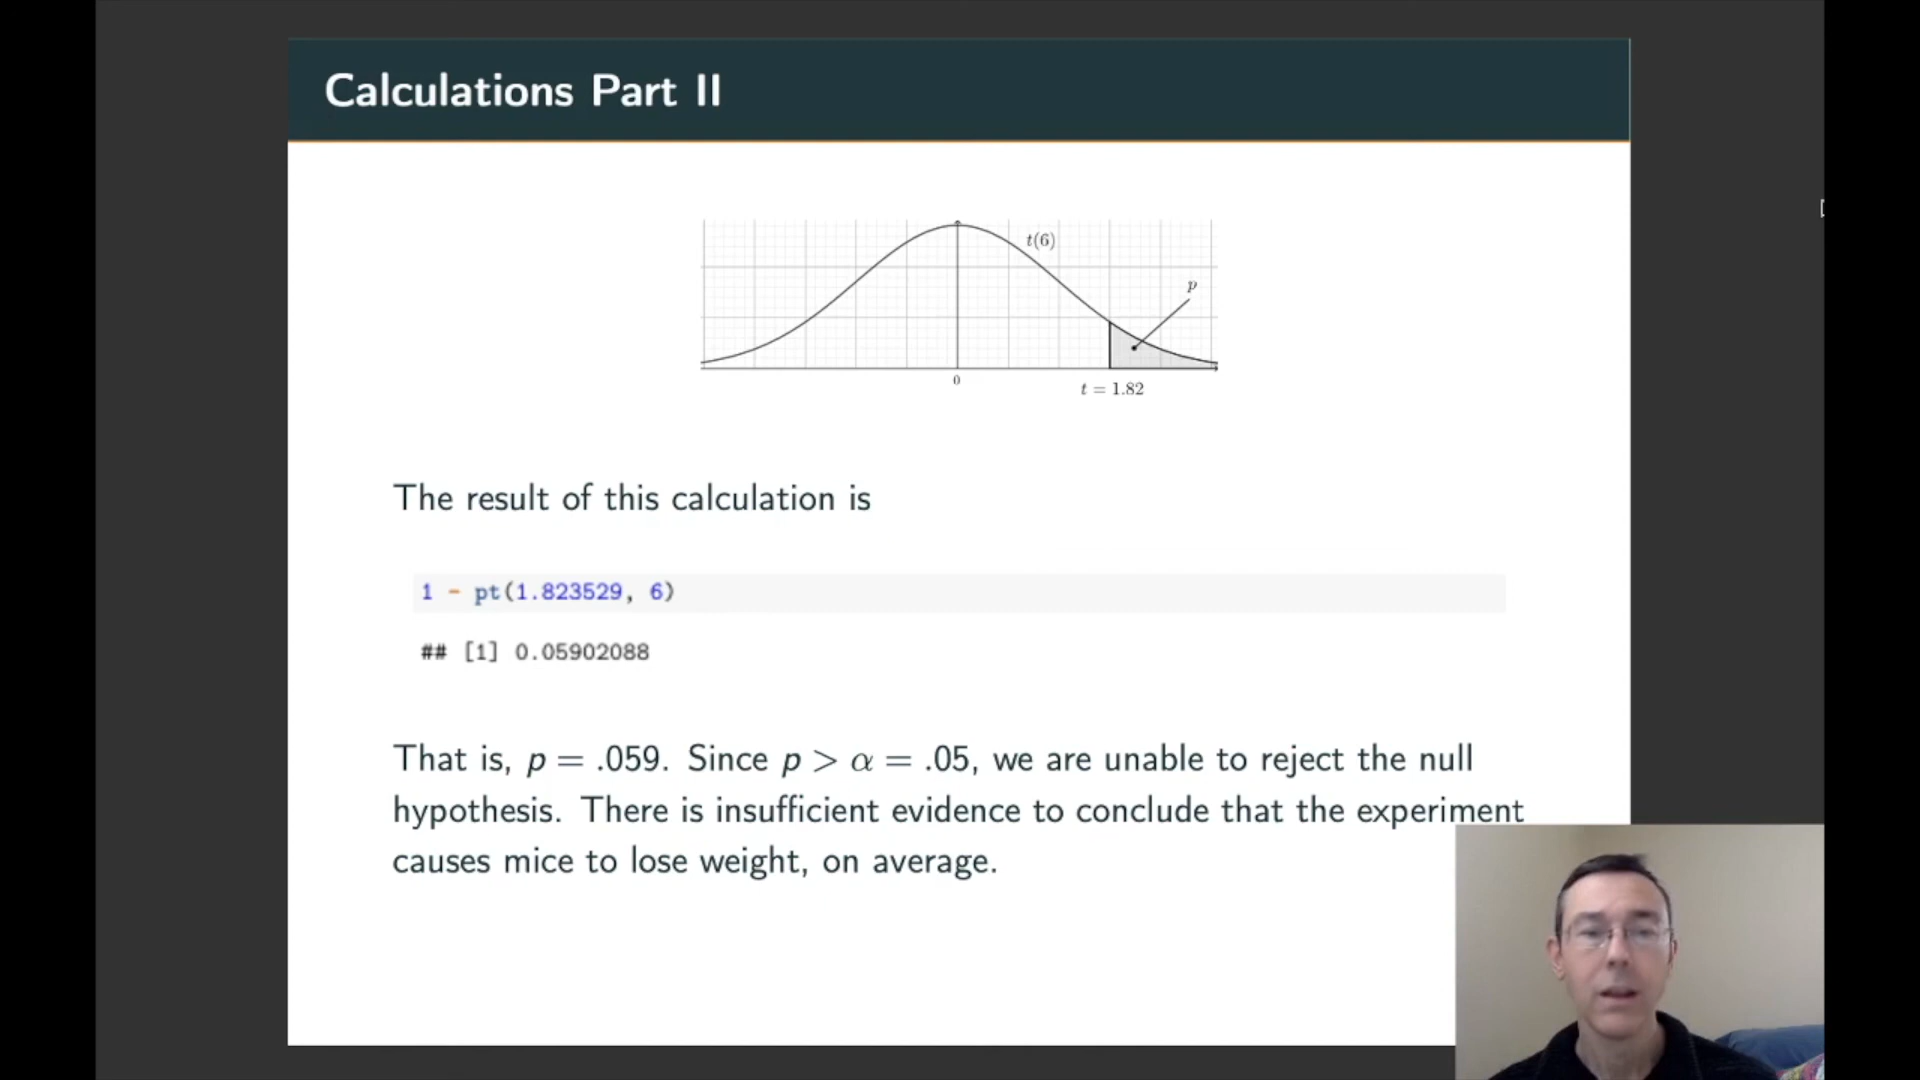 Calculations Part II
t(6)
p
0
t = 1.82
The result of this calculation is
1 - pt(1.823529, 6)
## [1] 0.05902088
That is, p = .059. Since p > α = .05, we are unable to reject the null
hypothesis. There is insufficient evidence to conclude that the experiment
causes mice to lose weight, on average.